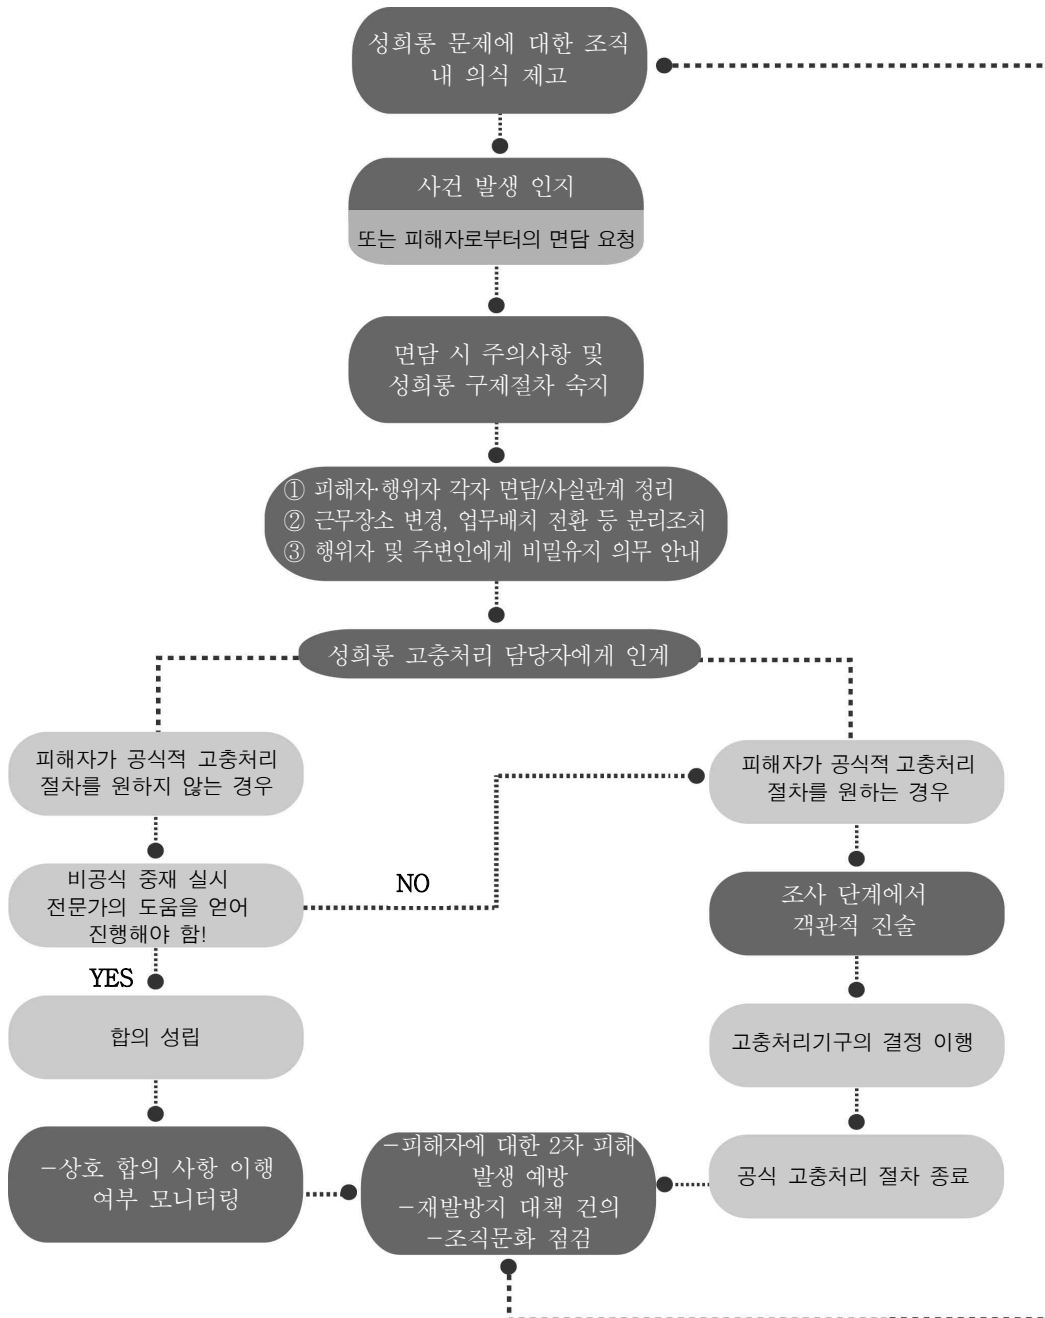 성희롱 문제에 대한 조직
내 의식 제고
사건 발생 인지
또는 피해자로부터의 면담 요청
면담 시 주의사항 및
성희롱 구제절차 숙지
① 피해자·행위자 각자 면담/사실관계 정리
② 근무장소 변경, 업무배치 전환 등 분리조치
③ 행위자 및 주변인에게 비밀유지 의무 안내
성희롱 고충처리 담당자에게 인계
피해자가 공식적 고충처리
절차를 원하지 않는 경우
비공식 중재 실시
전문가의 도움을 얻어
진행해야 함!
NO
YES
합의 성립
-상호 합의 사항 이행
여부 모니터링
피해자가 공식적 고충처리
절차를 원하는 경우
조사 단계에서
객관적 진술
고충처리기구의 결정 이행
공식 고충처리 절차 종료
-피해자에 대한 2차 피해
발생 예방
-재발방지 대책 건의
-조직문화 점검